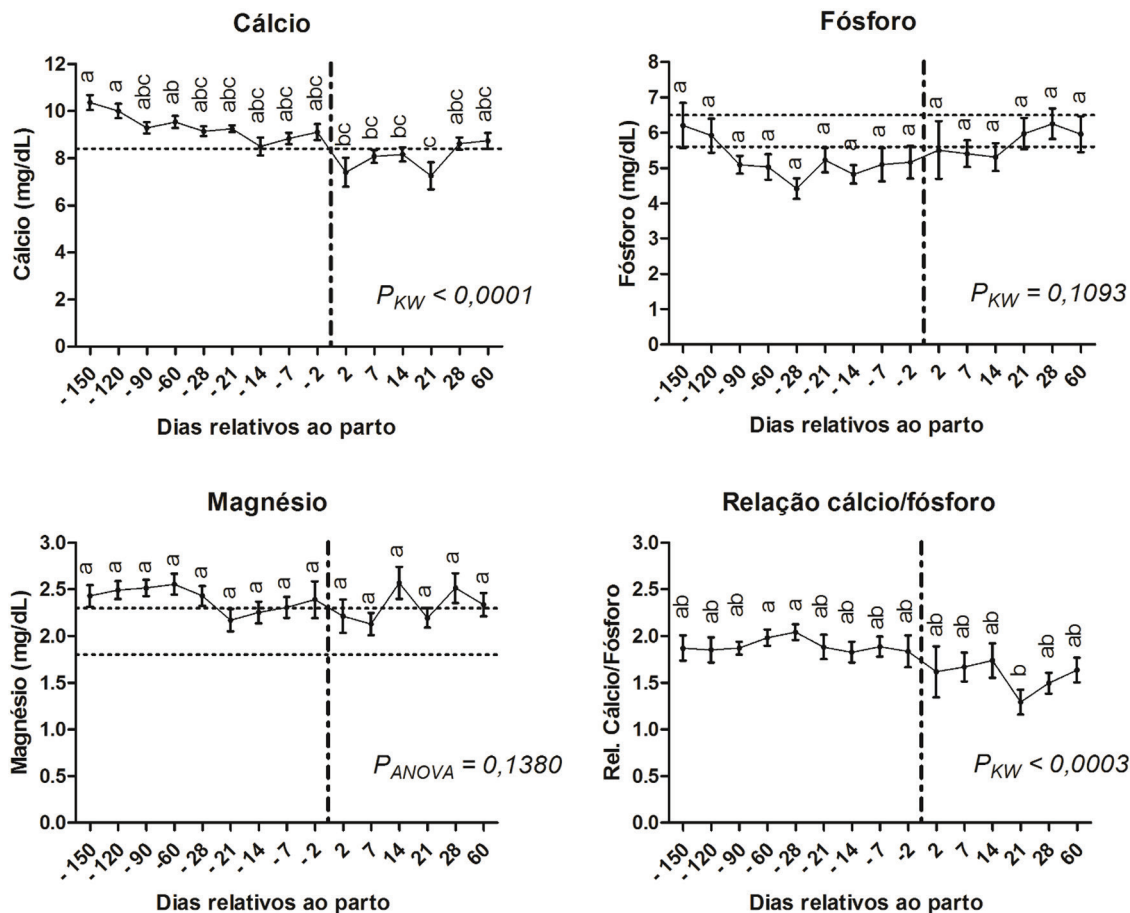 Cálcio
Cálcio (mg/dL)
12
10
8
6
4
2
0
a a abc ab abc abc abc abc abc bc bc bc c abc abc
P_KW < 0,0001
-150 -120 -90 -60 -28 -21 -14 -7 -2 2 7 14 21 28 60
Dias relativos ao parto
Fósforo
Fósforo (mg/dL)
8
7
6
5
4
3
2
1
0
a a a a a a a a a a a a a a a
P_KW = 0,1093
-150 -120 -90 -60 -28 -21 -14 -7 -2 2 7 14 21 28 60
Dias relativos ao parto
Magnésio
Magnésio (mg/dL)
3.0
2.5
2.0
1.5
1.0
0.5
0.0
a a a a a a a a a a a a a a a
P_ANOVA = 0,1380
-150 -120 -90 -60 -28 -21 -14 -7 -2 2 7 14 21 28 60
Dias relativos ao parto
Relação cálcio/fósforo
Rel. Cálcio/Fósforo
3.0
2.5
2.0
1.5
1.0
0.5
0.0
ab ab ab a a ab ab ab ab ab ab ab b ab ab
P_KW < 0,0003
-150 -120 -90 -60 -28 -21 -14 -7 -2 2 7 14 21 28 60
Dias relativos ao parto